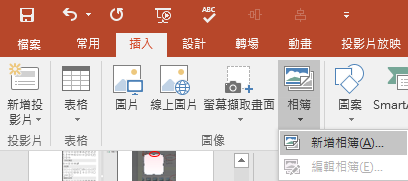 ABC
檔案 常用 插入 設計 轉場 動畫 投影片放映
新增投影片 表格 圖片 線上圖片 螢幕擷取畫面 相簿 圖案 SmartA
投影片 表格 圖像
新增相簿(A)...
編輯相簿(E)...